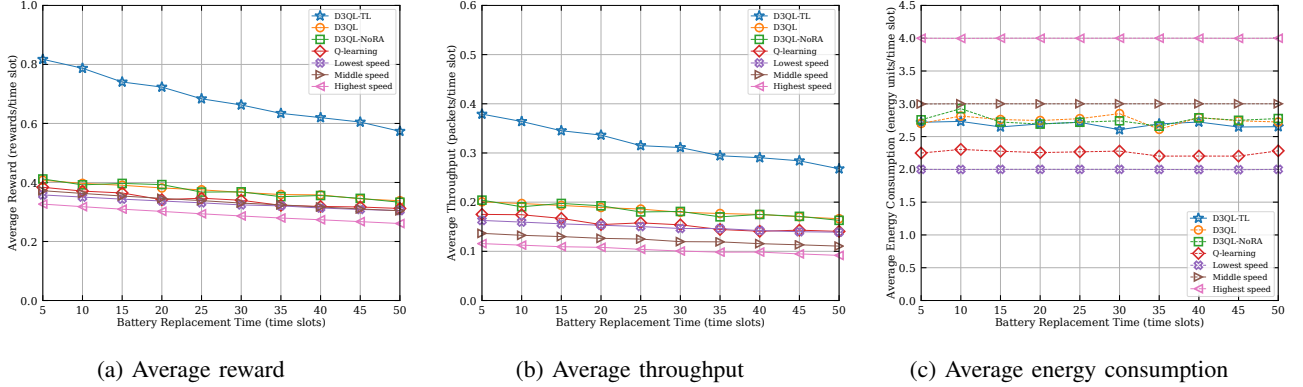 D3QL-TL
D3QL
D3QL-NoRA
Q-learning
Lowest speed
Middle speed
Highest speed
1.0
0.8
0.6
0.4
0.2
0.0
5 10 15 20 25 30 35 40 45 50
Average Reward (rewards/time slot)
Battery Replacement Time (time slots)
(a) Average reward
D3QL-TL
D3QL
D3QL-NoRA
Q-learning
Lowest speed
Middle speed
Highest speed
0.6
0.5
0.4
0.3
0.2
0.1
0.0
5 10 15 20 25 30 35 40 45 50
Average Throughput (packets/time slot)
Battery Replacement Time (time slots)
(b) Average throughput
4.5
4.0
3.5
3.0
2.5
2.0
1.5
1.0
0.5
0.0
D3QL-TL
D3QL
D3QL-NoRA
Q-learning
Lowest speed
Middle speed
Highest speed
5 10 15 20 25 30 35 40 45 50
Average Energy Consumption (energy units/time slot)
Battery Replacement Time (time slots)
(c) Average energy consumption